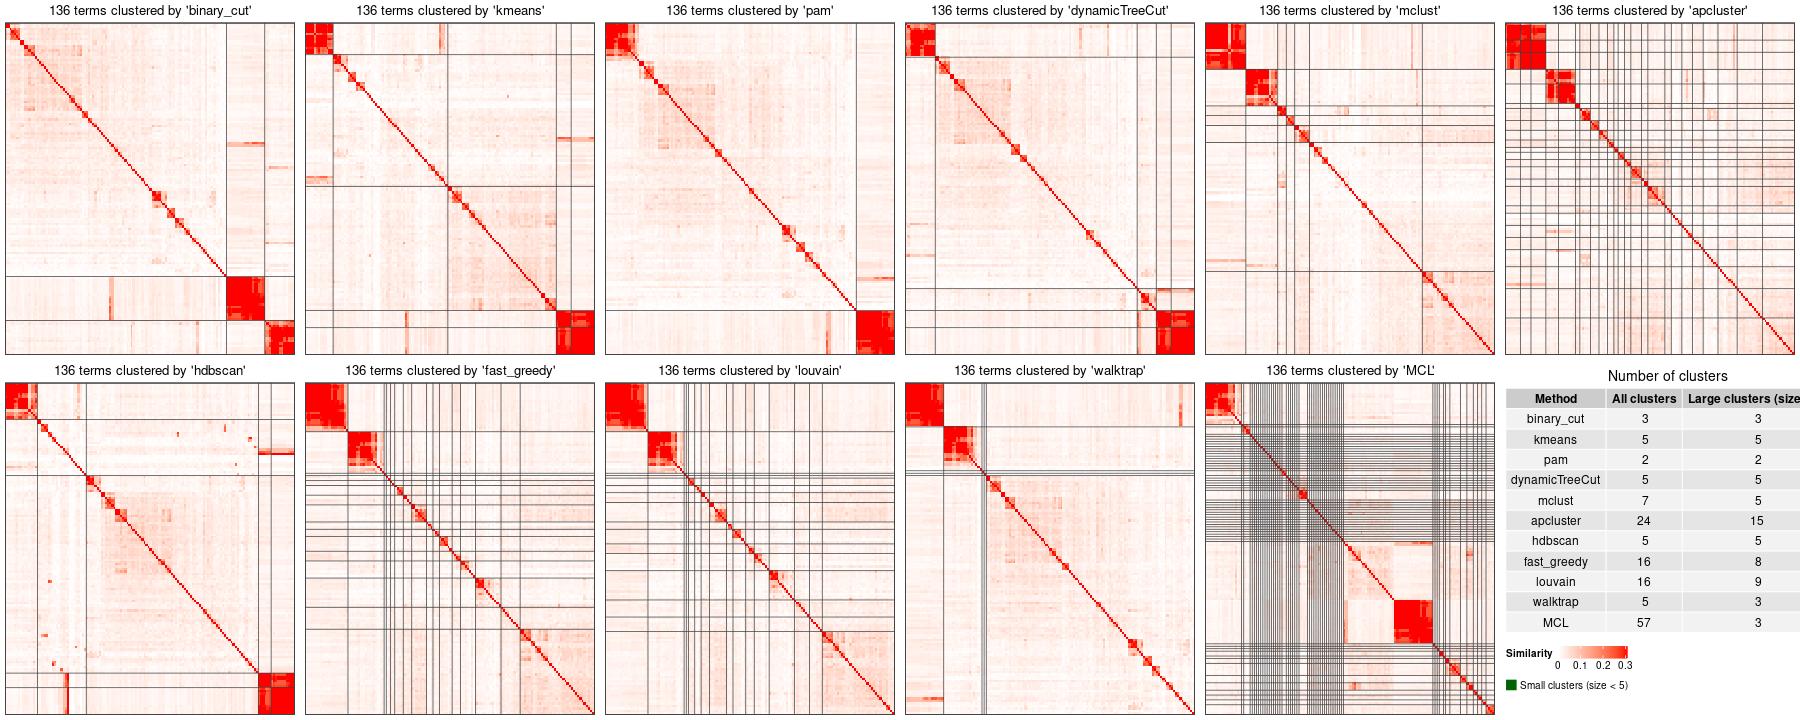 136 terms clustered by 'binary_cut'
136 terms clustered by 'kmeans'
136 terms clustered by 'pam'
136 terms clustered by 'dynamicTreeCut'
136 terms clustered by 'mclust'
136 terms clustered by 'apcluster'
136 terms clustered by 'hdbscan'
136 terms clustered by 'fast_greedy'
136 terms clustered by 'louvain'
136 terms clustered by 'walktrap'
136 terms clustered by 'MCL'
Number of clusters
Method All clusters Large clusters (size
binary_cut 3 3
kmeans 5 5
pam 2 2
dynamicTreeCut 5 5
mclust 7 5
apcluster 24 15
hdbscan 5 5
fast_greedy 16 8
louvain 16 9
walktrap 5 3
MCL 57 3
Similarity
0 0.1 0.2 0.3
Small clusters (size < 5)